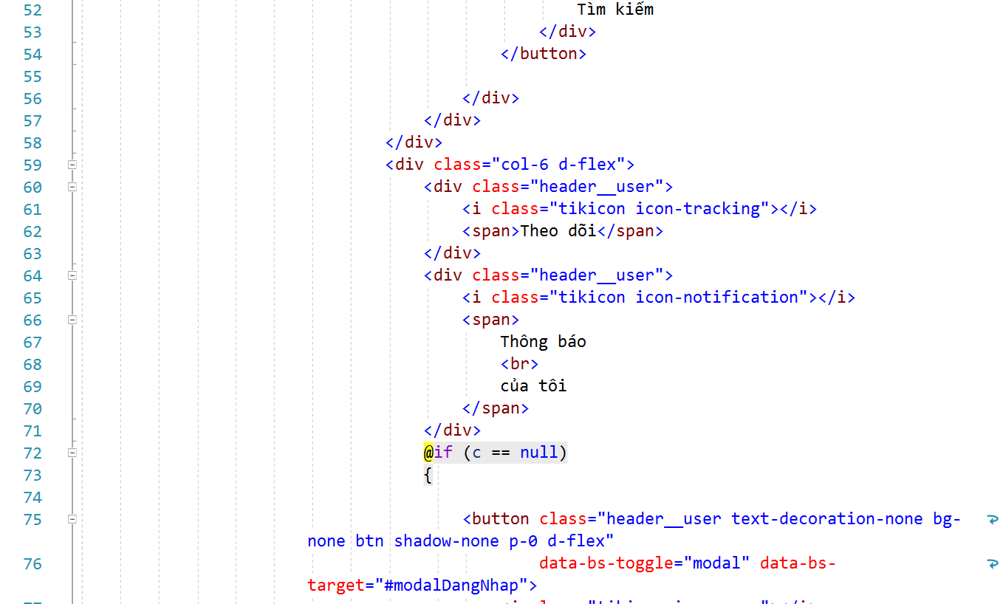 52 Tìm kiếm
53 </div>
54 </button>
55
56 </div>
57 </div>
58 </div>
59 <div class="col-6 d-flex">
60 <div class="header__user">
61 <i class="tikicon icon-tracking"></i>
62 <span>Theo dõi</span>
63 </div>
64 <div class="header__user">
65 <i class="tikicon icon-notification"></i>
66 <span>
67 Thông báo
68 <br>
69 của tôi
70 </span>
71 </div>
72 @if (c == null)
73 {
74
75 <button class="header__user text-decoration-none bg-
none btn shadow-none p-0 d-flex"
76 data-bs-toggle="modal" data-bs-
target="#modalDangNhap">